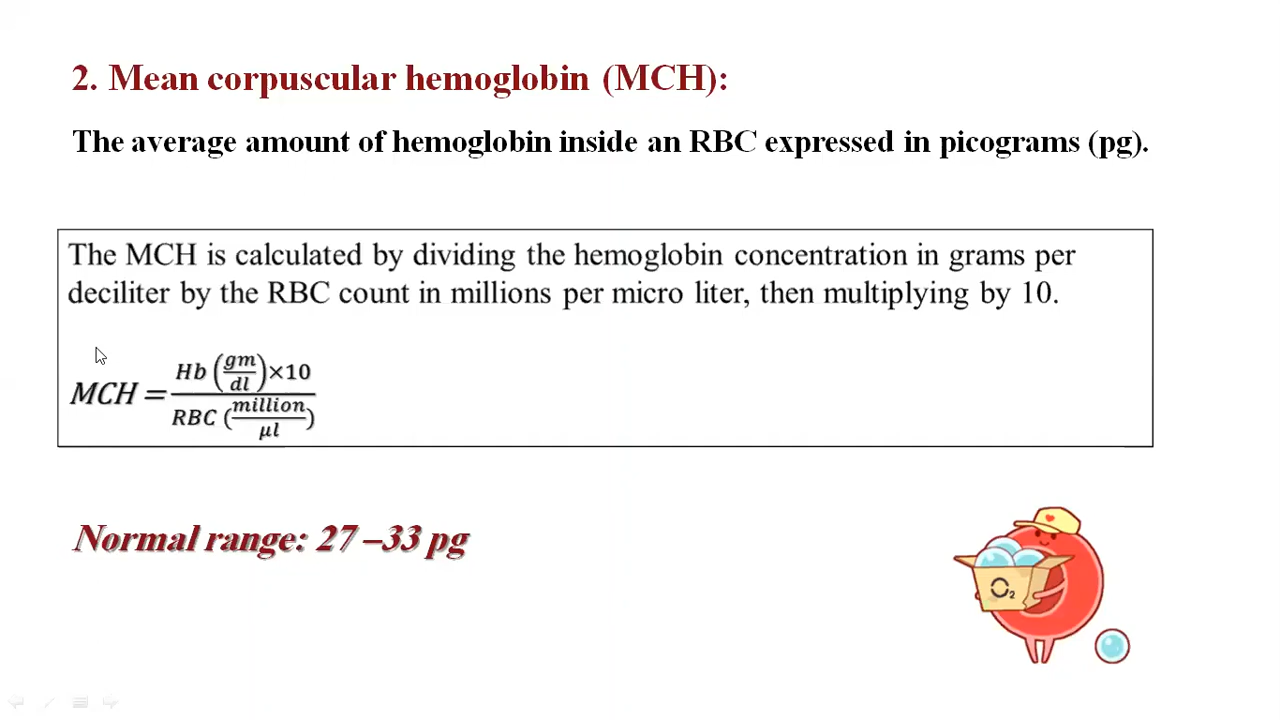 2. Mean corpuscular hemoglobin (MCH):
The average amount of hemoglobin inside an RBC expressed in picograms (pg).
The MCH is calculated by dividing the hemoglobin concentration in grams per
deciliter by the RBC count in millions per micro liter, then multiplying by 10.
MCH = Hb (gm/dl)×10 / RBC (million/μl)
Normal range: 27 –33 pg
O₂